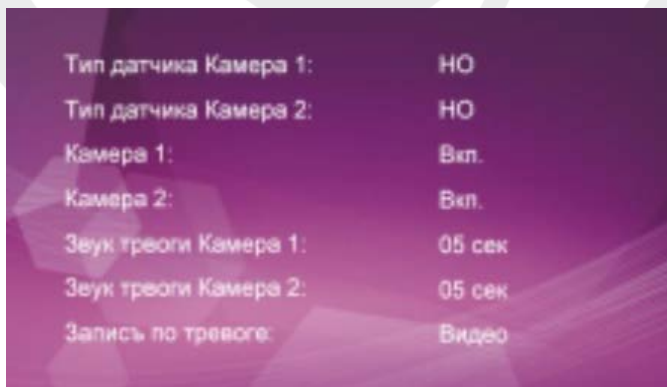 Тип датчика Камера 1: НО
Тип датчика Камера 2: НО
Камера 1: Вкл.
Камера 2: Вкл.
Звук тревоги Камера 1: 05 сек
Звук тревоги Камера 2: 05 сек
Запись по тревоге: Видео